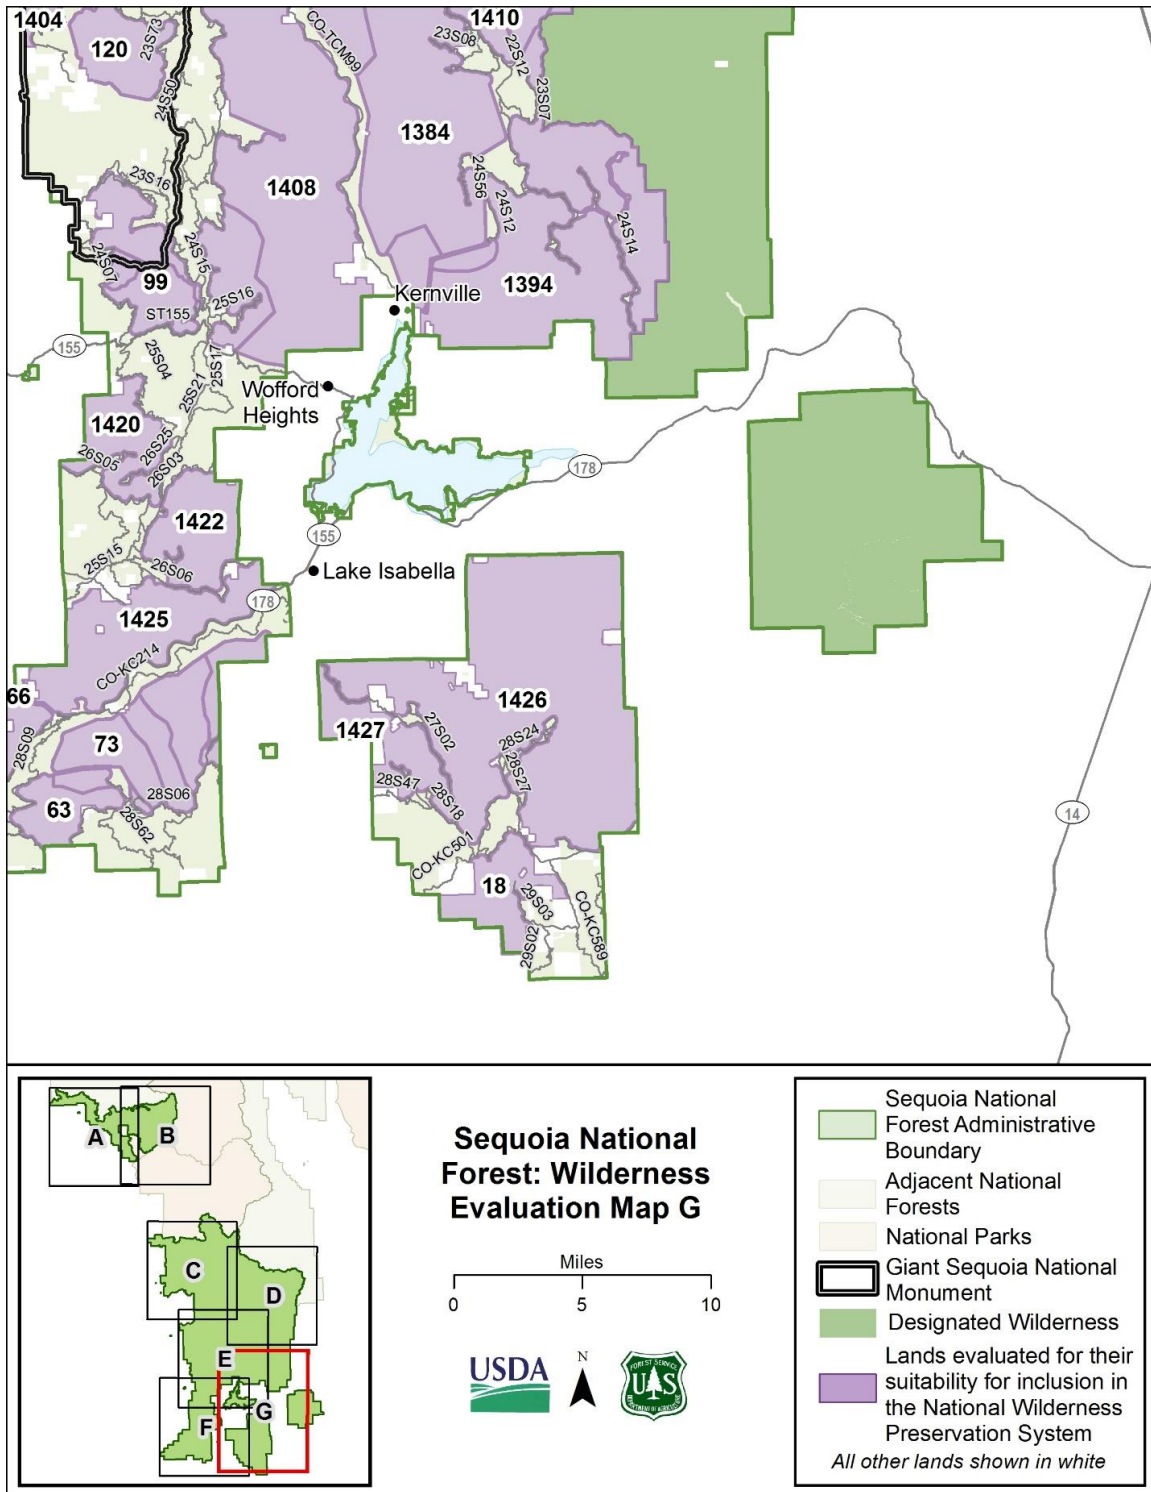 1404
120
23S73
24S50
CO-TCM99
1410
23S08
22S12
23S07
1384
1408
23S16
24S56
24S12
24S14
24S07
24S15
99
1394
25S16
ST155
Kernville
155
25S04
25S17
25S21
Wofford
Heights
1420
26S25
26S05
26S03
178
1422
155
25S15
26S06
Lake Isabella
178
1425
CO-KC214
66
1426
1427
27S02
28S24
28S09
73
28S27
28S47
28S18
28S06
63
28S62
14
CO-KC501
18
29S03
CO-KC589
29S02
A
B
C
D
E
F
G
Sequoia National
Forest: Wilderness
Evaluation Map G
Miles
0 5 10
USDA
N
FOREST SERVICE
U S
DEPARTMENT OF AGRICULTURE
Sequoia National
Forest Administrative
Boundary
Adjacent National
Forests
National Parks
Giant Sequoia National
Monument
Designated Wilderness
Lands evaluated for their
suitability for inclusion in
the National Wilderness
Preservation System
All other lands shown in white